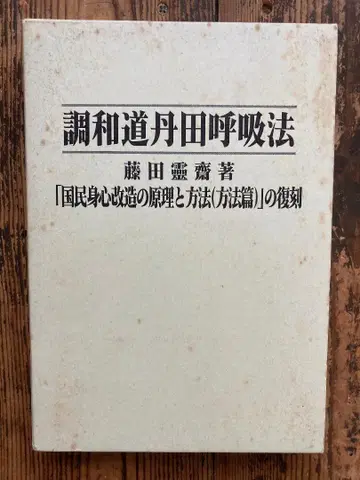 調和道丹田呼吸法
藤田靈齋著
「国民身心改造の原理と方法(方法篇)」の復刻